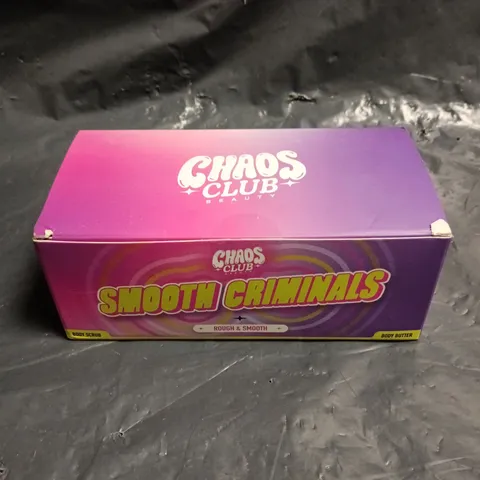 CHAOS
CLUB
BEAUTY
CHAOS
CLUB
SMOOTH CRIMINALS
ROUGH & SMOOTH
BODY SCRUB
BODY BUTTER